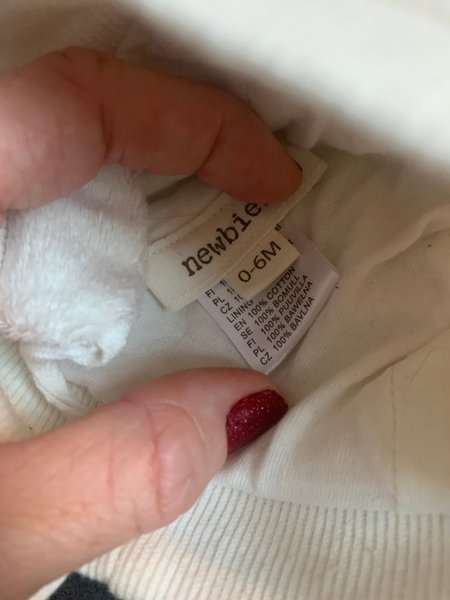 newbie
0-6M
FI
PL
CZ
LINING
EN 100% COTTON
SE 100% BOMULL
FI 100% PUUVILLA
PL 100% BAWEŁNA
CZ 100% BAVLNA